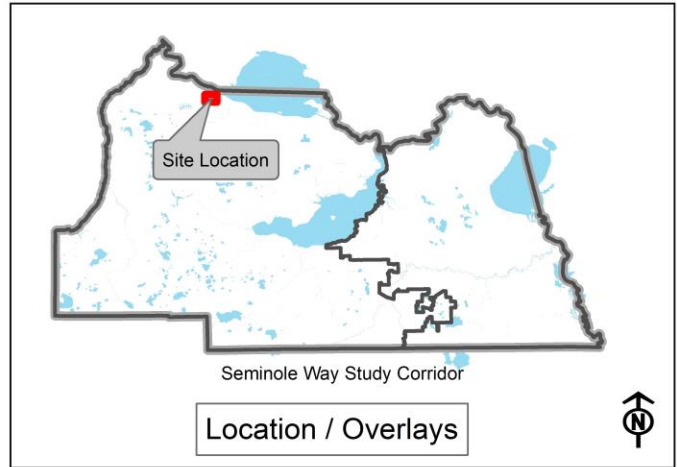 Site Location
Seminole Way Study Corridor
Location / Overlays
N